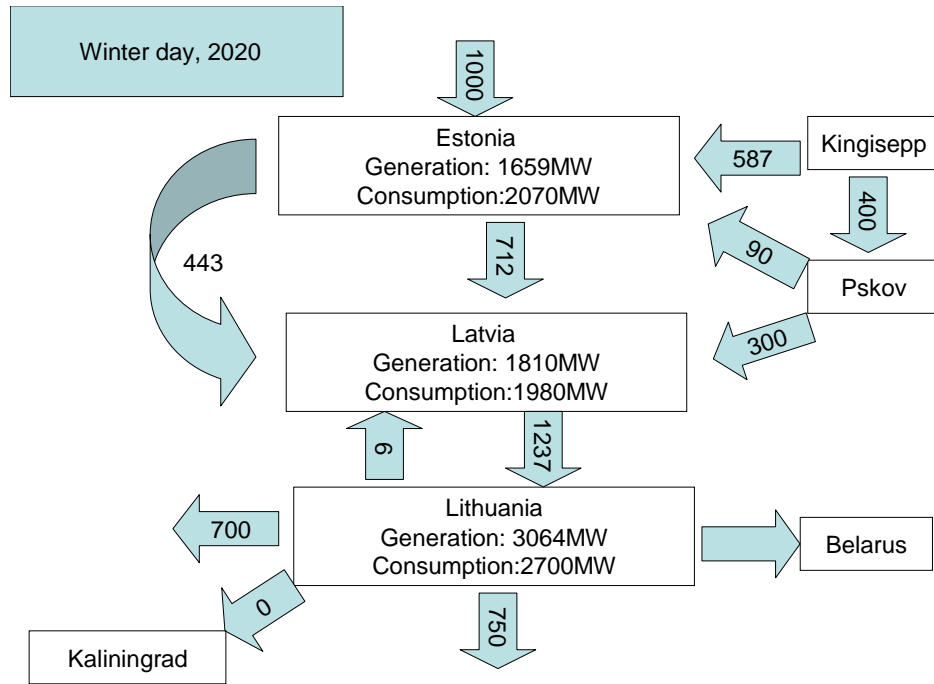 Winter day, 2020
1000
Estonia
Generation: 1659MW
Consumption:2070MW
Kingisepp
587
400
443
712
90
Pskov
Latvia
Generation: 1810MW
Consumption:1980MW
300
6
1237
Lithuania
Generation: 3064MW
Consumption:2700MW
700
Belarus
0
750
Kaliningrad